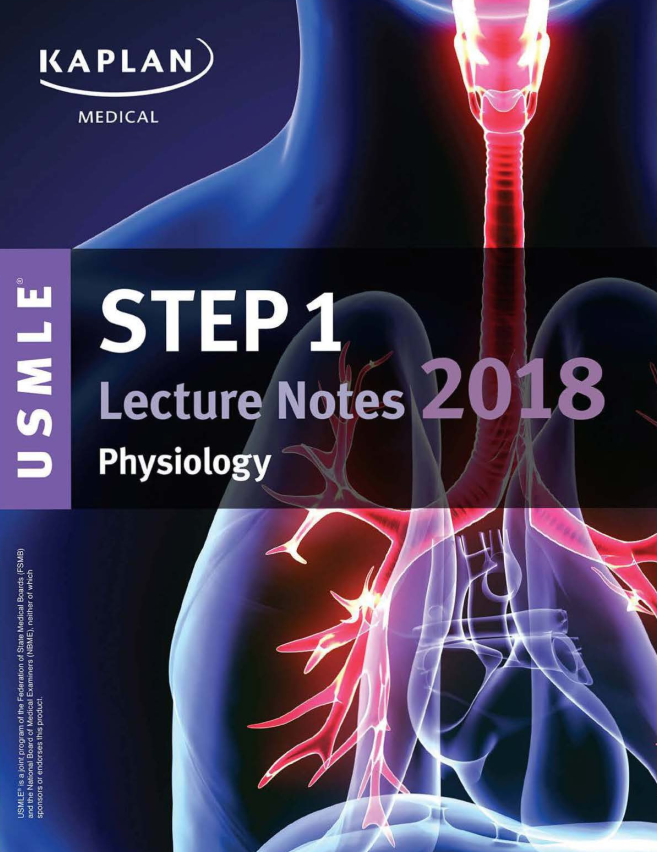 KAPLAN
MEDICAL
USMLE®
STEP 1
Lecture Notes 2018
Physiology
USMLE® is a joint program of the Federation of State Medical Boards (FSMB)
and the National Board of Medical Examiners (NBME), neither of which
sponsors or endorses this product.